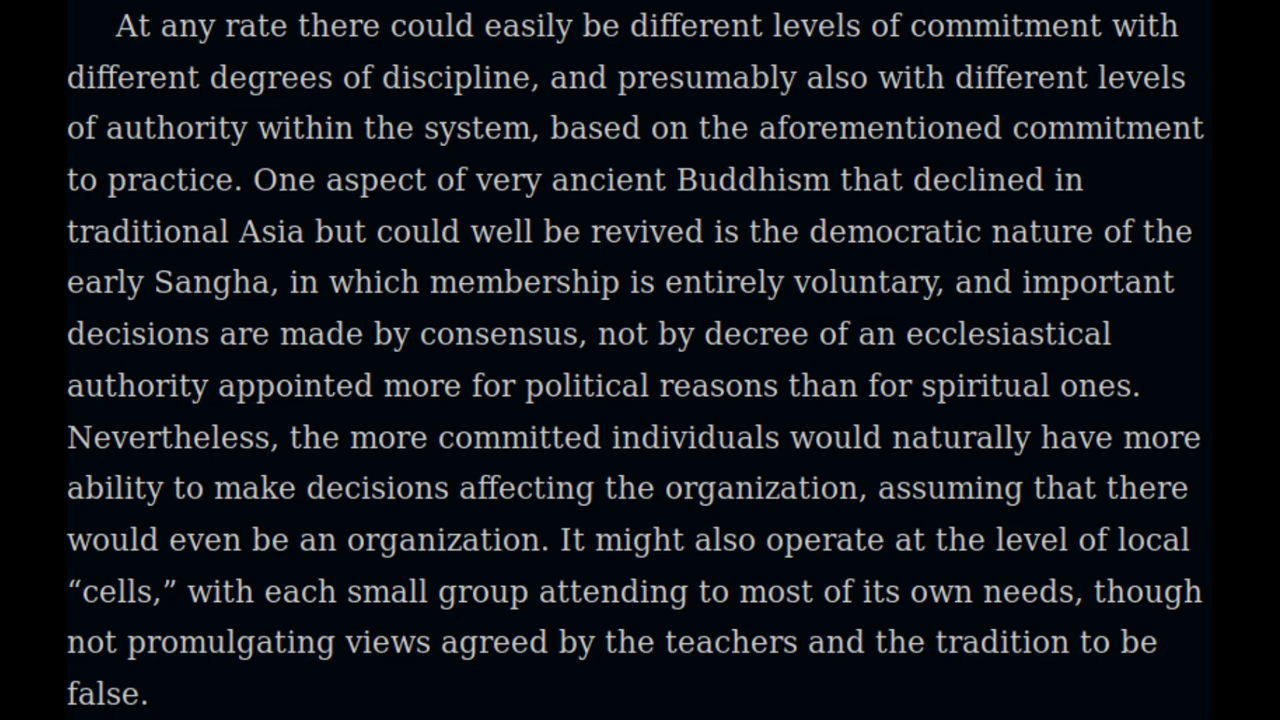 At any rate there could easily be different levels of commitment with
different degrees of discipline, and presumably also with different levels
of authority within the system, based on the aforementioned commitment
to practice. One aspect of very ancient Buddhism that declined in
traditional Asia but could well be revived is the democratic nature of the
early Sangha, in which membership is entirely voluntary, and important
decisions are made by consensus, not by decree of an ecclesiastical
authority appointed more for political reasons than for spiritual ones.
Nevertheless, the more committed individuals would naturally have more
ability to make decisions affecting the organization, assuming that there
would even be an organization. It might also operate at the level of local
“cells,” with each small group attending to most of its own needs, though
not promulgating views agreed by the teachers and the tradition to be
false.